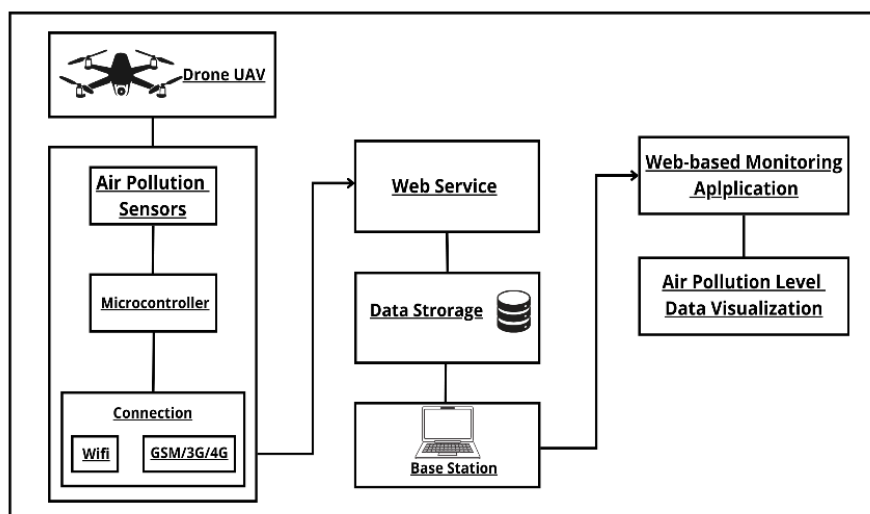 Drone UAV
Air Pollution
Sensors
Microcontroller
Connection
Wifi
GSM/3G/4G
Web Service
Data Strorage
Base Station
Web-based Monitoring
Aplplication
Air Pollution Level
Data Visualization